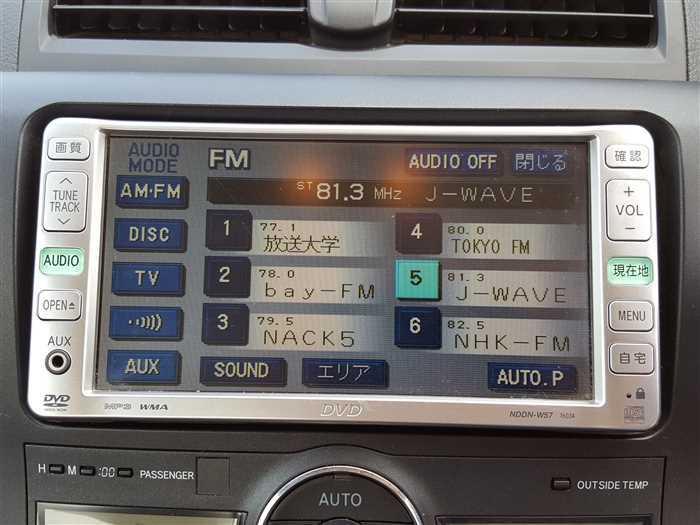 画質
AUDIO MODE
FM
AUDIO OFF
閉じる
確認
TUNE TRACK
AM·FM
ST 81.3 MHz J-WAVE
+ VOL −
DISC
1 77.1 放送大学
4 80.0 TOKYO FM
AUDIO
TV
2 78.0 bay-FM
5 81.3 J-WAVE
現在地
OPEN
3 79.5 NACK5
6 82.5 NHK-FM
MENU
AUX
AUX
SOUND
エリア
AUTO.P
自宅
DVD
MP3 WMA
DVD
NDDN-W57
H M :00 PASSENGER
AUTO
OUTSIDE TEMP